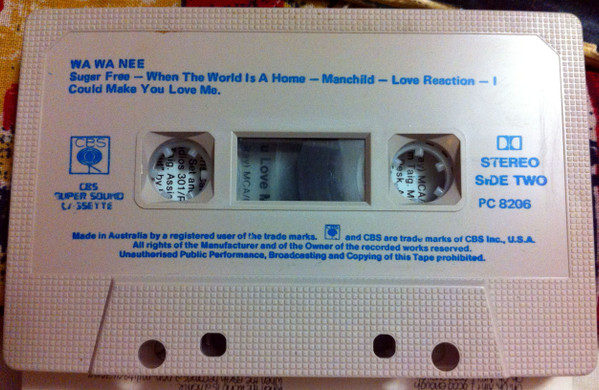 WA WA NEE
Sugar Free — When The World Is A Home — Manchild — Love Reaction — I
Could Make You Love Me.
CBS
CBS
SUPER SOUND
CASSETTE
STEREO
SIDE TWO
PC 8206
u Love M
MCA
Made in Australia by a registered user of the trade marks. and CBS are trade marks of CBS Inc., U.S.A.
All rights of the Manufacturer and of the Owner of the recorded works reserved.
Unauthorised Public Performance, Broadcasting and Copying of this Tape prohibited.